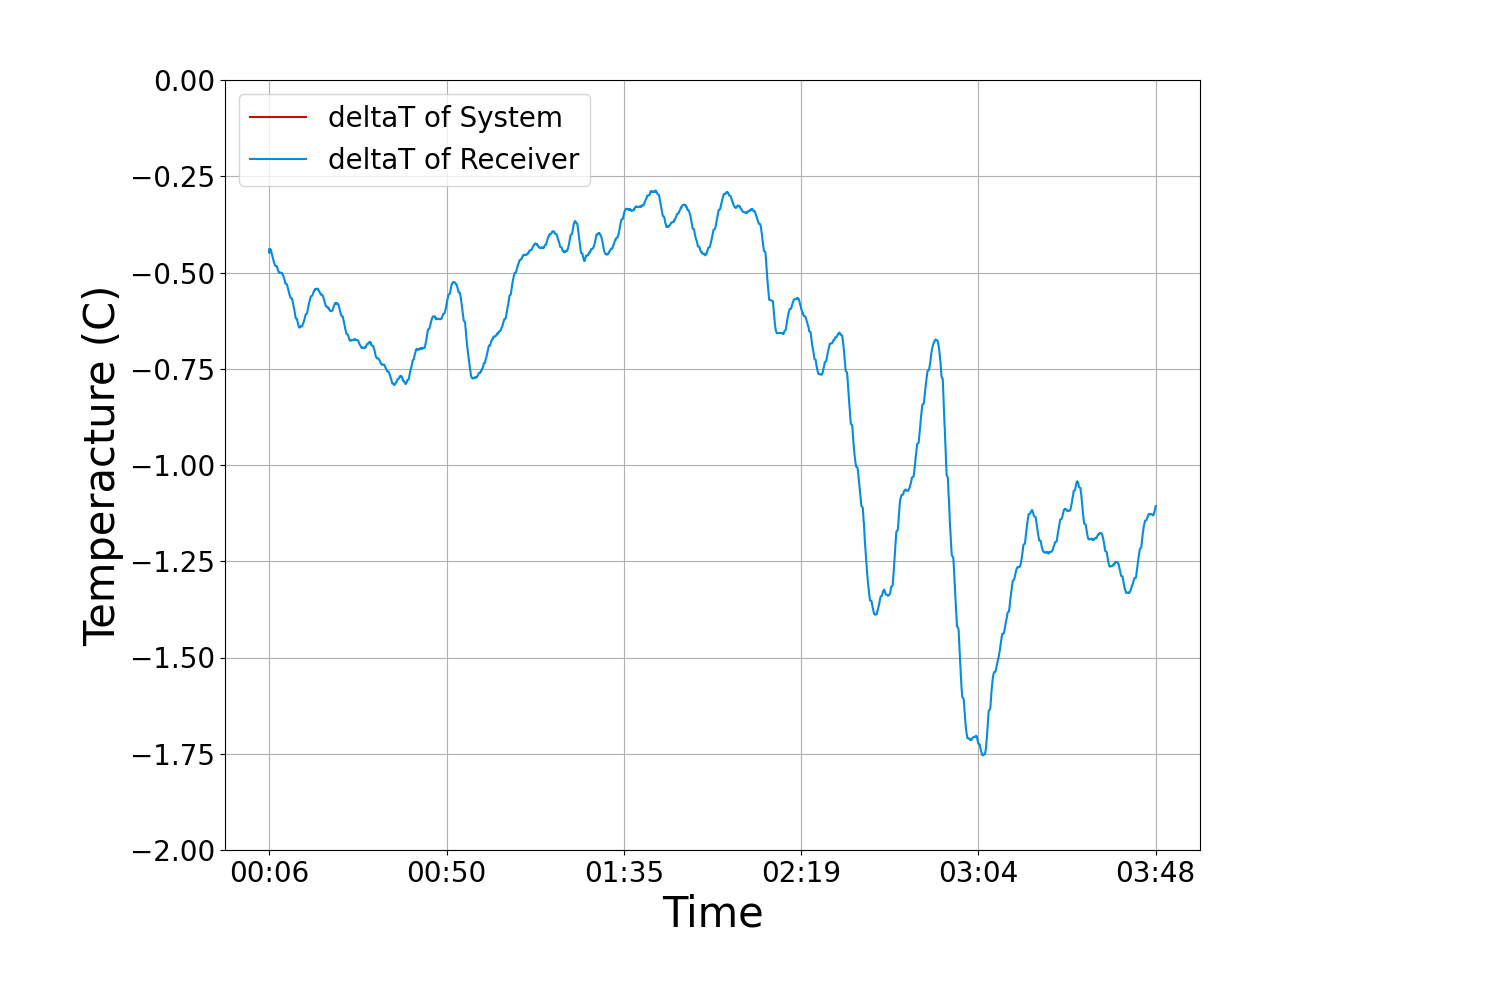 0.00
−0.25
−0.50
−0.75
−1.00
−1.25
−1.50
−1.75
−2.00
deltaT of System
deltaT of Receiver
Temperacture (C)
00:06 00:50 01:35 02:19 03:04 03:48
Time